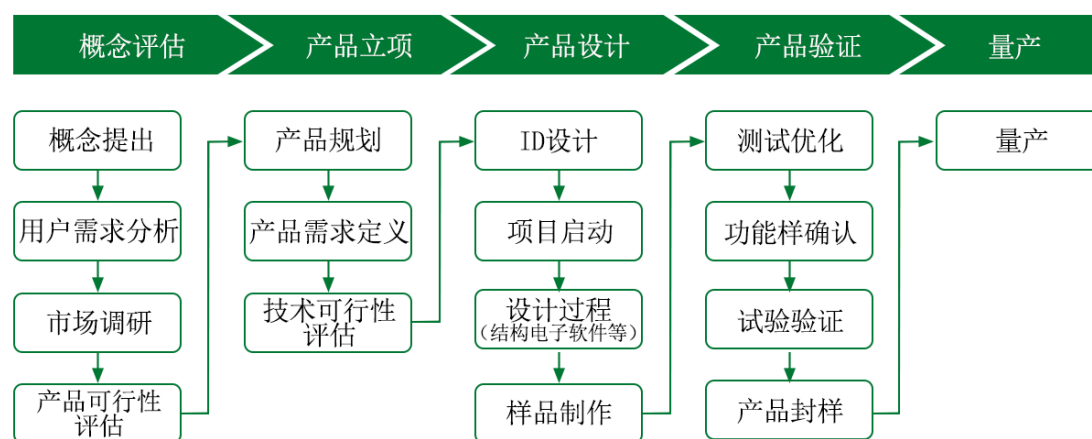 概念评估
产品立项
产品设计
产品验证
量产
概念提出
用户需求分析
市场调研
产品可行性
评估
产品规划
产品需求定义
技术可行性
评估
ID设计
项目启动
设计过程
（结构电子软件等）
样品制作
测试优化
功能样确认
试验验证
产品封样
量产